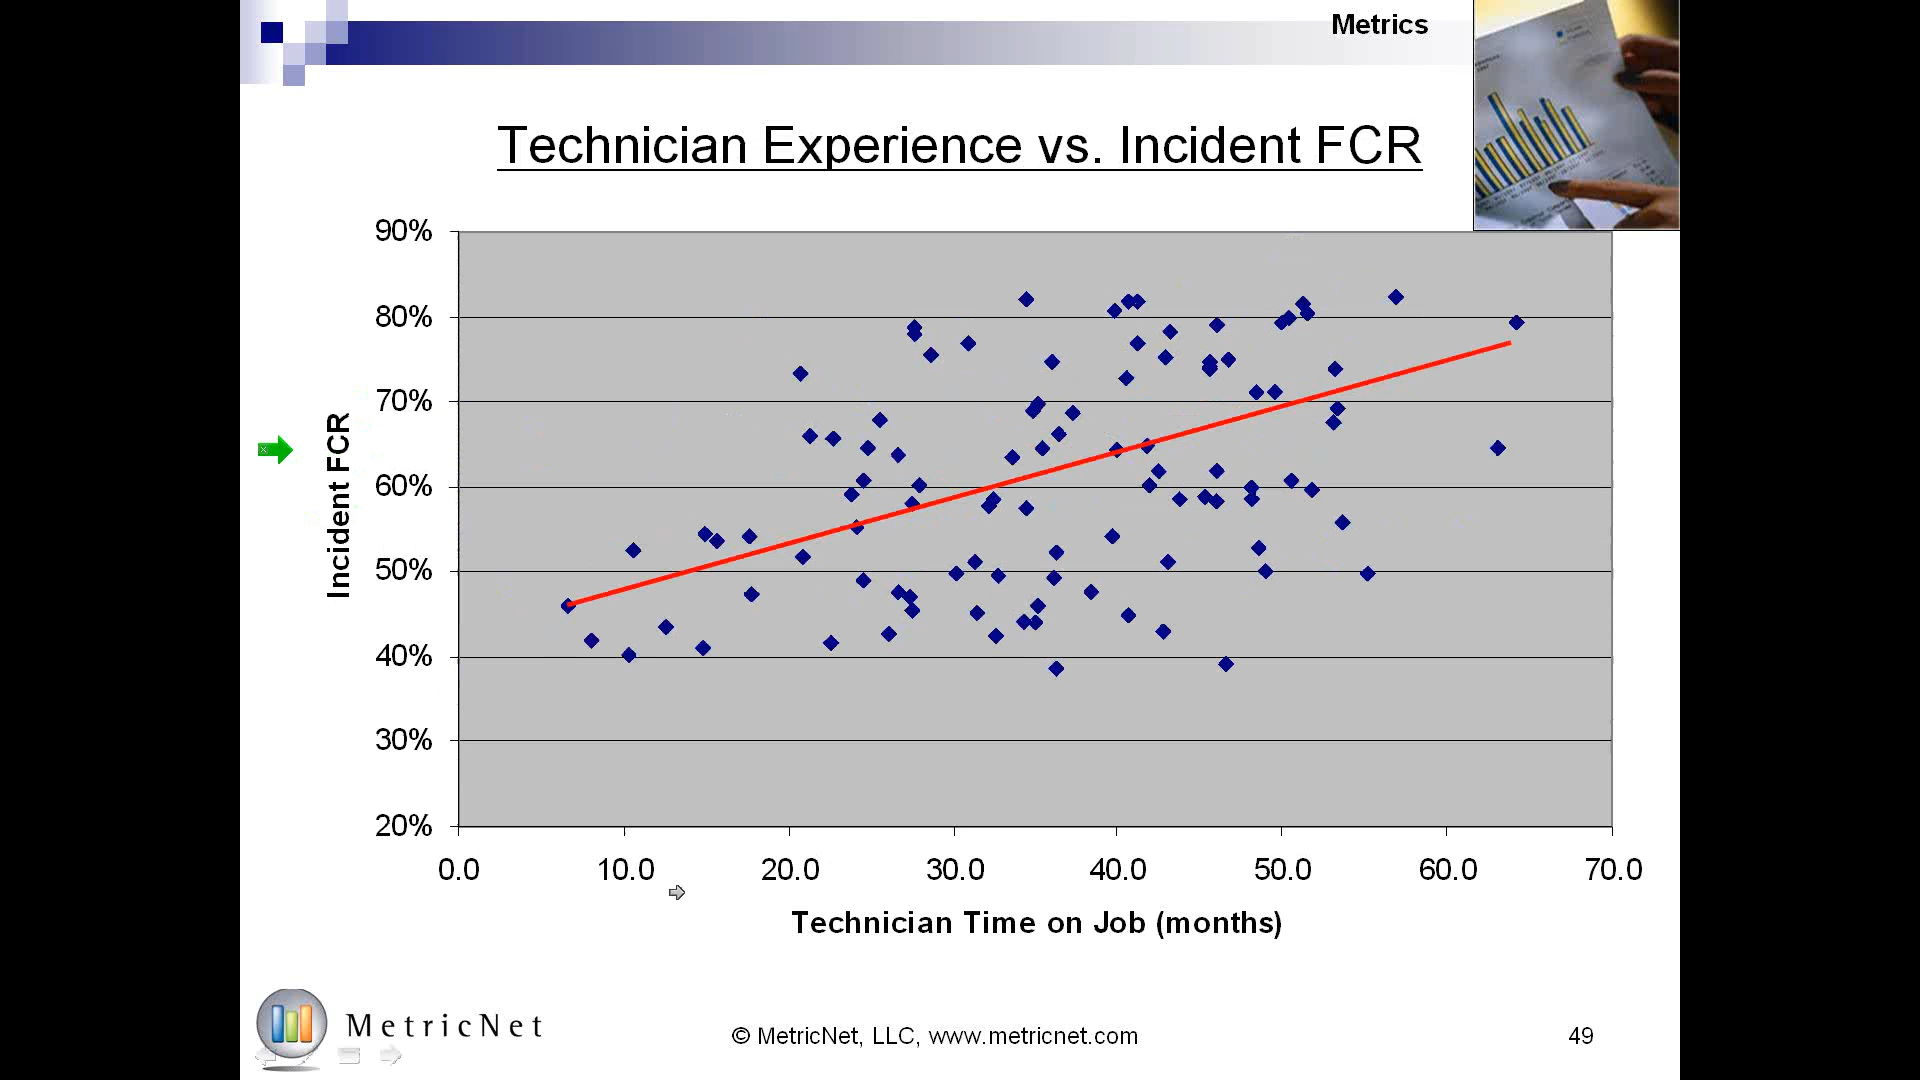 Metrics
Technician Experience vs. Incident FCR
90%
80%
70%
60%
50%
40%
30%
20%
Incident FCR
0.0 10.0 20.0 30.0 40.0 50.0 60.0 70.0
Technician Time on Job (months)
MetricNet
© MetricNet, LLC, www.metricnet.com
49